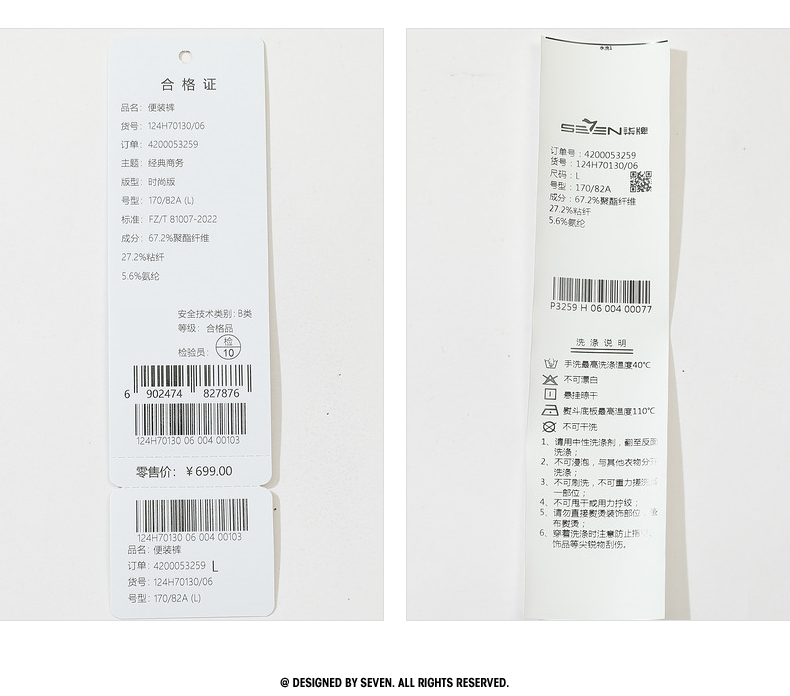 合格证
品名：便装裤
货号：124H70130/06
订单：4200053259
主题：经典商务
版型：时尚版
号型：170/82A (L)
标准：FZ/T 81007-2022
成分：67.2%聚酯纤维
27.2%粘纤
5.6%氨纶
安全技术类别：B类
等级：合格品
检验员：检 10
6 902474 827876
124H70130 06 004 00103
零售价：￥699.00
124H70130 06 004 00103
品名：便装裤
订单：4200053259 L
货号：124H70130/06
号型：170/82A (L)
水洗1
SEVEN 柒牌
订单号：4200053259
货号：124H70130/06
尺码：L
号型：170/82A
成分：67.2%聚酯纤维
27.2%粘纤
5.6%氨纶
P3259 H 06 004 00077
洗涤说明
手洗最高洗涤温度40℃
不可漂白
悬挂晾干
熨斗底板最高温度110℃
不可干洗
1、请用中性洗涤剂，翻至反面
洗涤；
2、不可浸泡，与其他衣物分开
洗涤；
3、不可刷洗，不可重力搓洗
一部位；
4、不可甩干或用力拧绞；
5、请勿直接熨烫装饰部位，
布熨烫；
6、穿着洗涤时注意防止指
饰品等尖锐物刮伤。
@ DESIGNED BY SEVEN. ALL RIGHTS RESERVED.